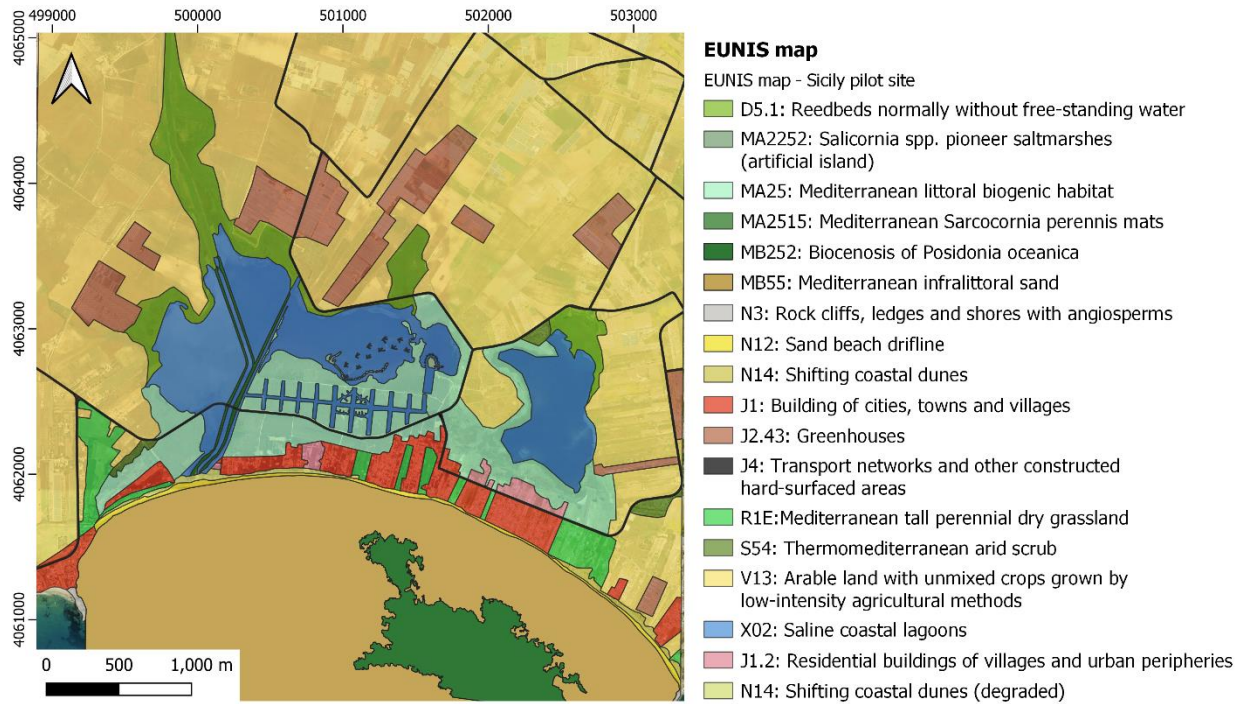 499000 500000 501000 502000 503000
4065000
4064000
4063000
4062000
4061000
0 500 1,000 m
EUNIS map
EUNIS map - Sicily pilot site
D5.1: Reedbeds normally without free-standing water
MA2252: Salicornia spp. pioneer saltmarshes
(artificial island)
MA25: Mediterranean littoral biogenic habitat
MA2515: Mediterranean Sarcocornia perennis mats
MB252: Biocenosis of Posidonia oceanica
MB55: Mediterranean infralittoral sand
N3: Rock cliffs, ledges and shores with angiosperms
N12: Sand beach drifline
N14: Shifting coastal dunes
J1: Building of cities, towns and villages
J2.43: Greenhouses
J4: Transport networks and other constructed
hard-surfaced areas
R1E:Mediterranean tall perennial dry grassland
S54: Thermomediterranean arid scrub
V13: Arable land with unmixed crops grown by
low-intensity agricultural methods
X02: Saline coastal lagoons
J1.2: Residential buildings of villages and urban peripheries
N14: Shifting coastal dunes (degraded)